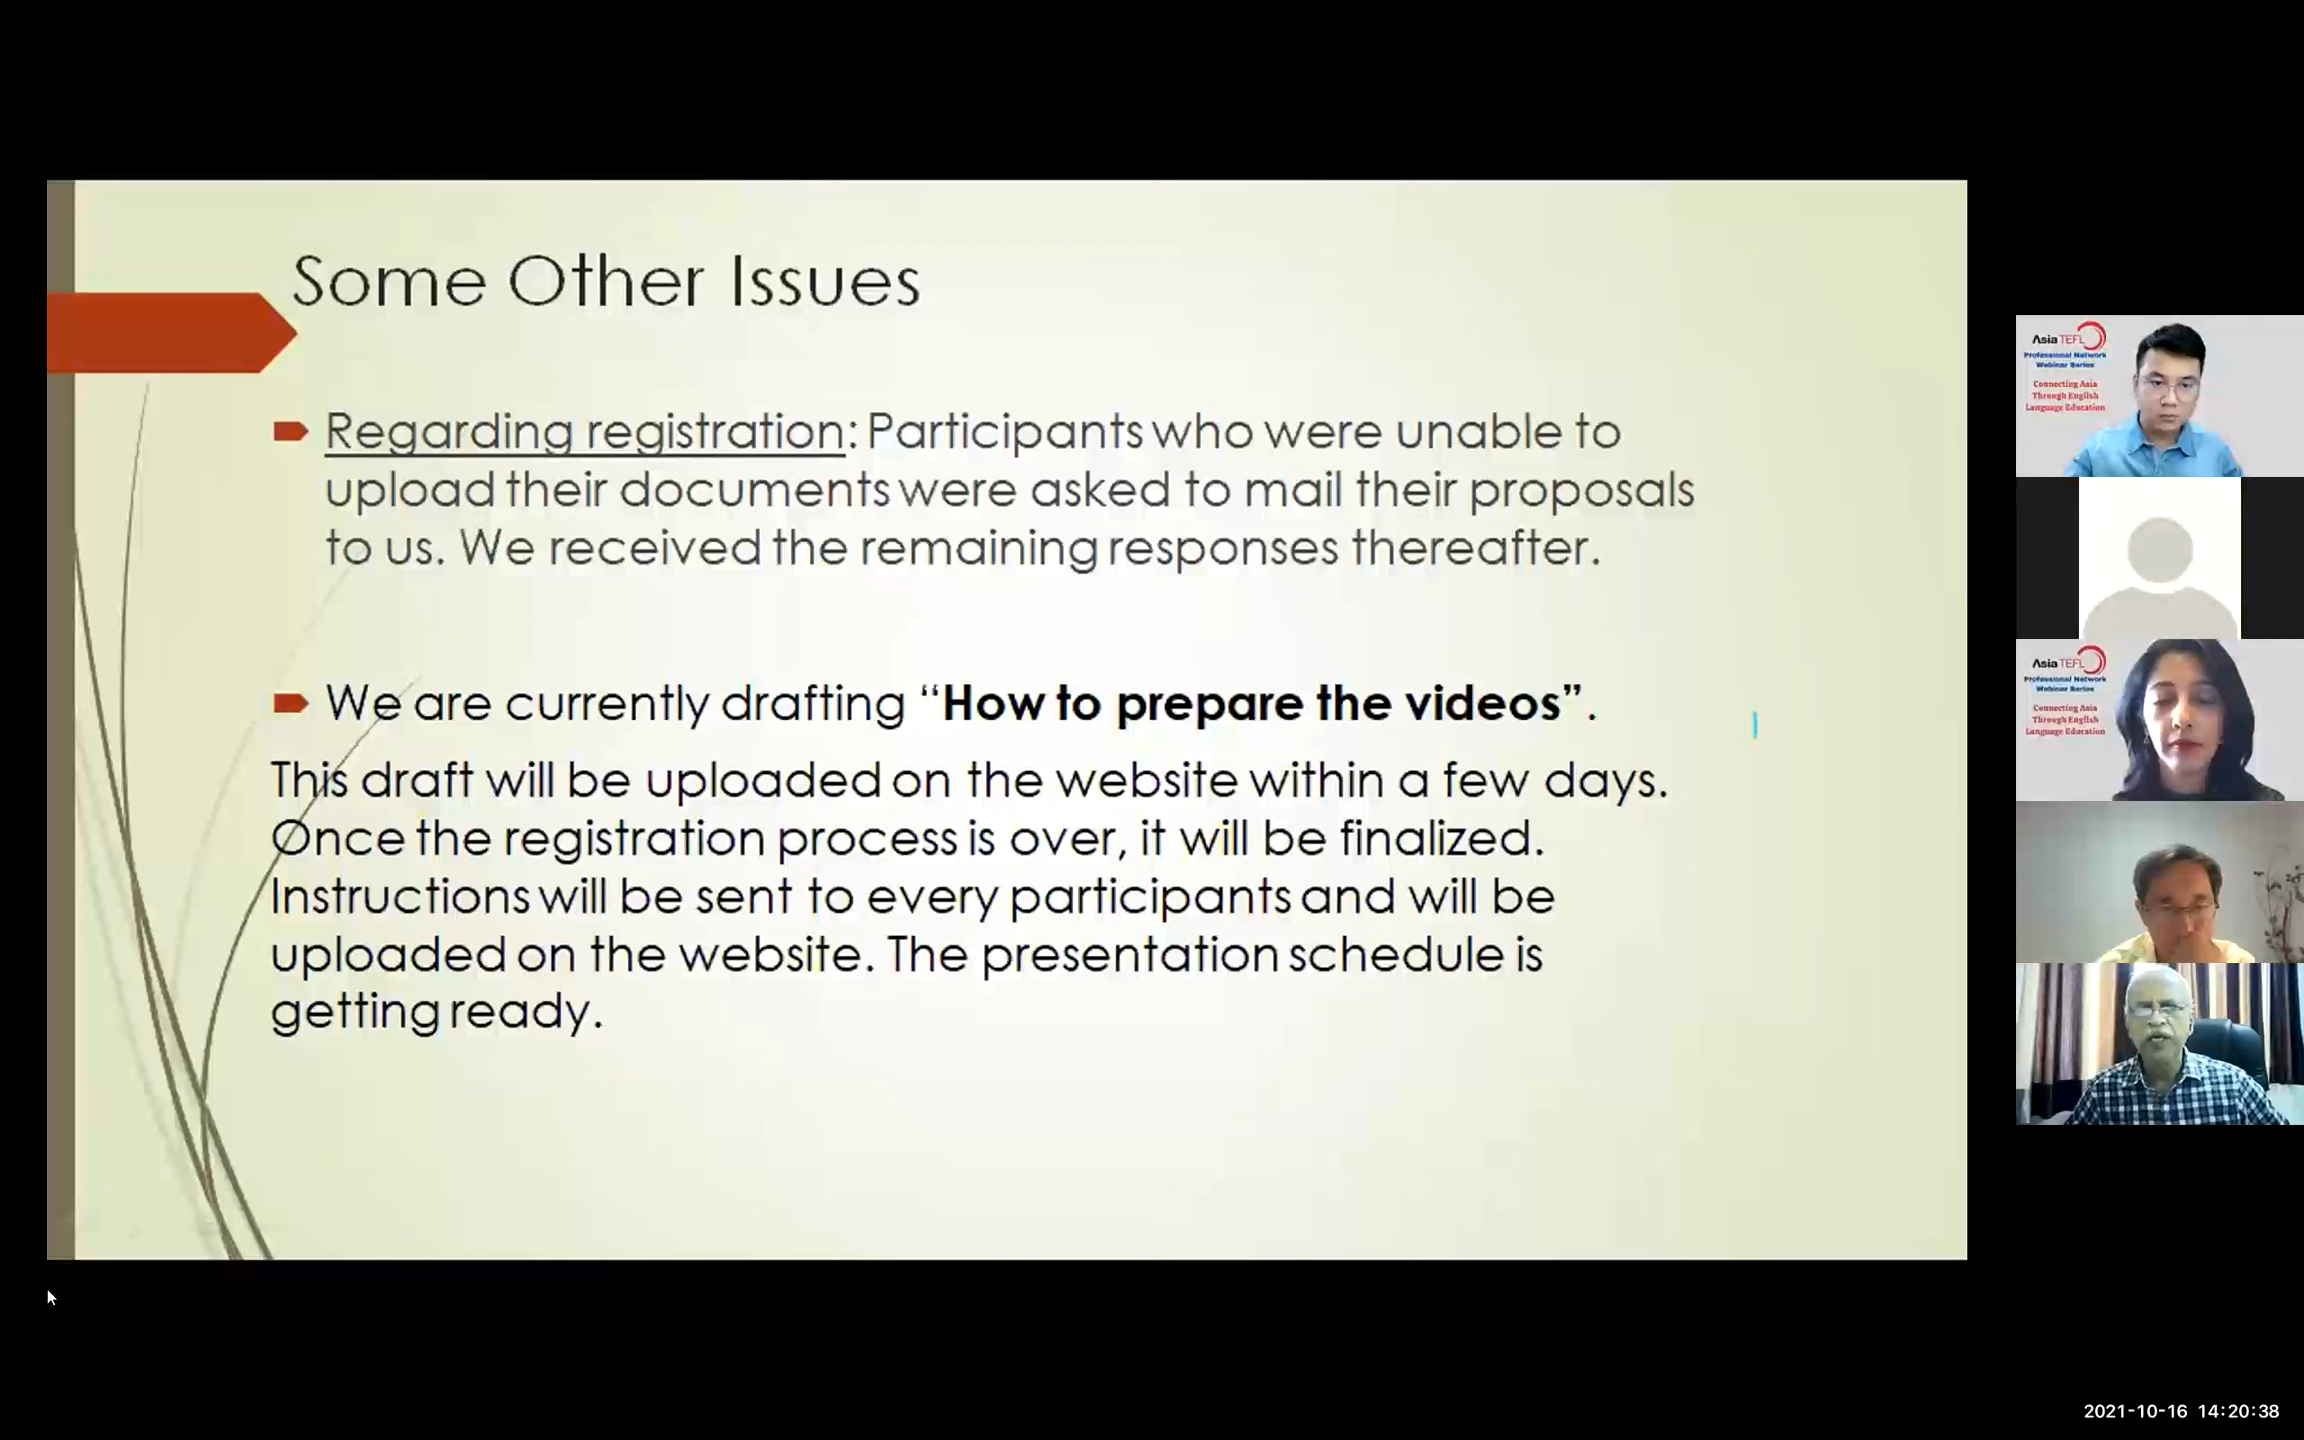 Some Other Issues
Regarding registration: Participants who were unable to
upload their documents were asked to mail their proposals
to us. We received the remaining responses thereafter.
We are currently drafting “How to prepare the videos”.
This draft will be uploaded on the website within a few days.
Once the registration process is over, it will be finalized.
Instructions will be sent to every participants and will be
uploaded on the website. The presentation schedule is
getting ready.
Asia TEFL
Professional Network
Webinar Series
Connecting Asia
Through English
Language Education
Asia TEFL
Professional Network
Webinar Series
Connecting Asia
Through English
Language Education
2021-10-16 14:20:38